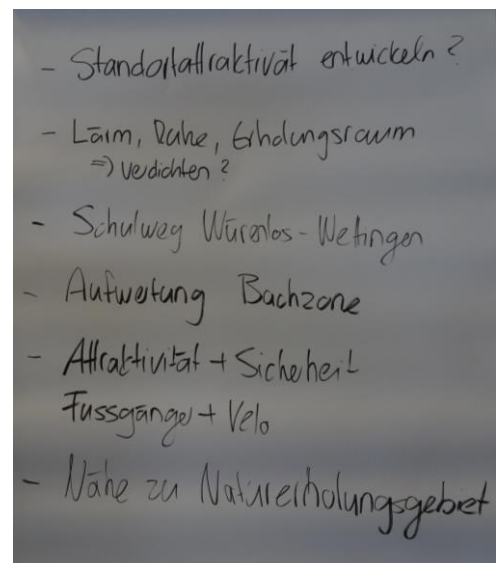 - Standortattraktivät entwickeln?
- Lärm, Ruhe, Erholungsraum
⇒ verdichten?
- Schulweg Würenlos - Wettingen
- Aufwertung Bachzone
- Attraktivität + Sicherheit
Fussgänger + Velo
- Nähe zu Naturerholungsgebiet